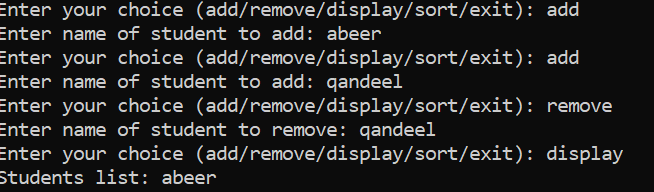 Enter your choice (add/remove/display/sort/exit): add
Enter name of student to add: abeer
Enter your choice (add/remove/display/sort/exit): add
Enter name of student to add: qandeel
Enter your choice (add/remove/display/sort/exit): remove
Enter name of student to remove: qandeel
Enter your choice (add/remove/display/sort/exit): display
Students list: abeer